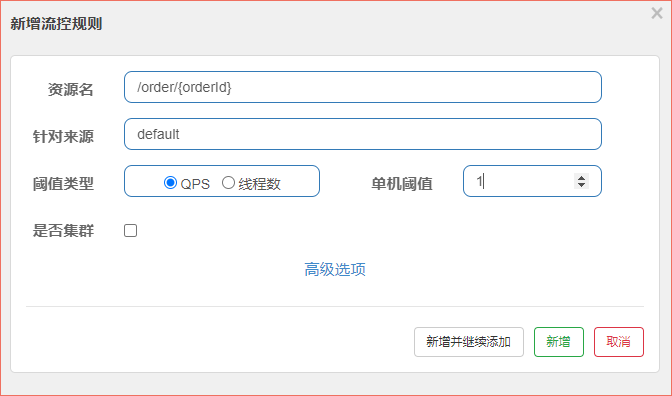 新增流控规则
资源名 /order/{orderId}
针对来源 default
阈值类型 QPS 线程数 单机阈值 1
是否集群
高级选项
新增并继续添加 新增 取消